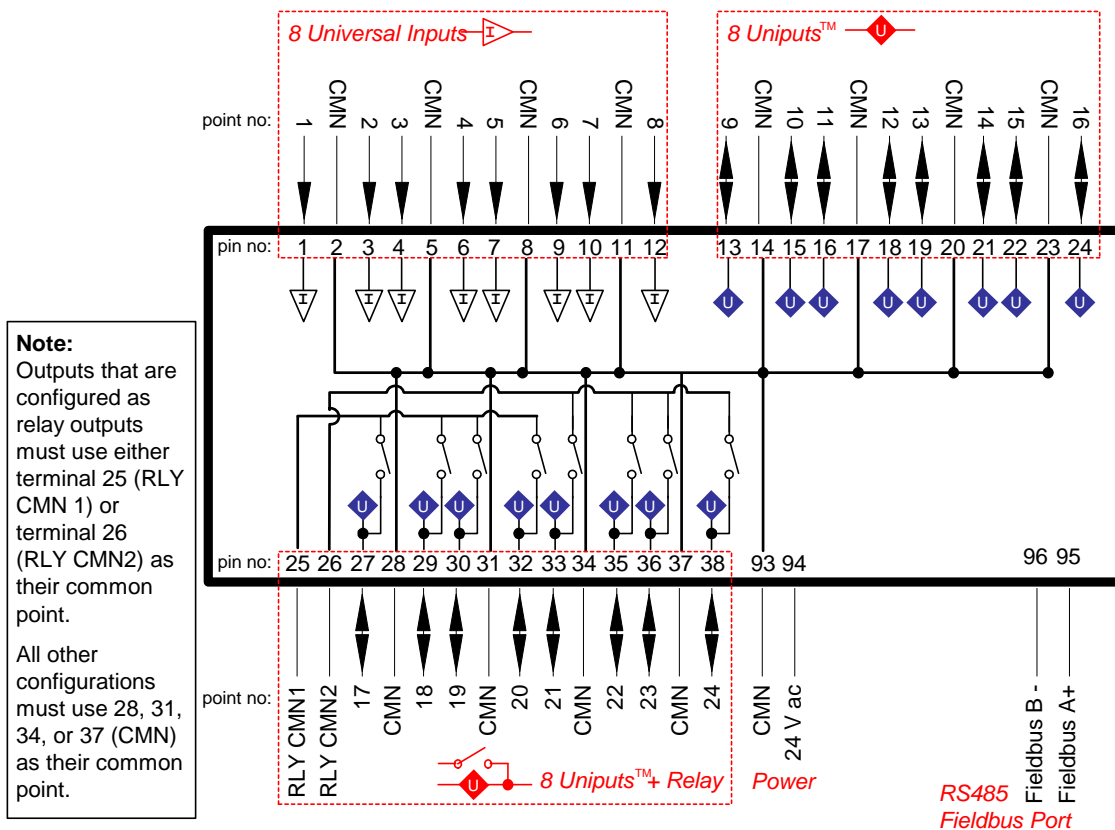 8 Universal Inputs I
8 Uniputs™ U
point no: 1 CMN 2 3 CMN 4 5 CMN 6 7 CMN 8 9 CMN 10 11 CMN 12 13 CMN 14 15 CMN 16
pin no: 1 2 3 4 5 6 7 8 9 10 11 12 13 14 15 16 17 18 19 20 21 22 23 24
I I I I I I I I U U U U U U U U
Note:
Outputs that are
configured as
relay outputs
must use either
terminal 25 (RLY
CMN 1) or
terminal 26
(RLY CMN2) as
their common
point.
All other
configurations
must use 28, 31,
34, or 37 (CMN)
as their common
point.
U U U U U U U U
pin no: 25 26 27 28 29 30 31 32 33 34 35 36 37 38 93 94 96 95
point no: RLY CMN1 RLY CMN2 17 CMN 18 19 CMN 20 21 CMN 22 23 CMN 24 CMN 24 V ac Fieldbus B - Fieldbus A+
U 8 Uniputs™+ Relay
Power
RS485
Fieldbus Port